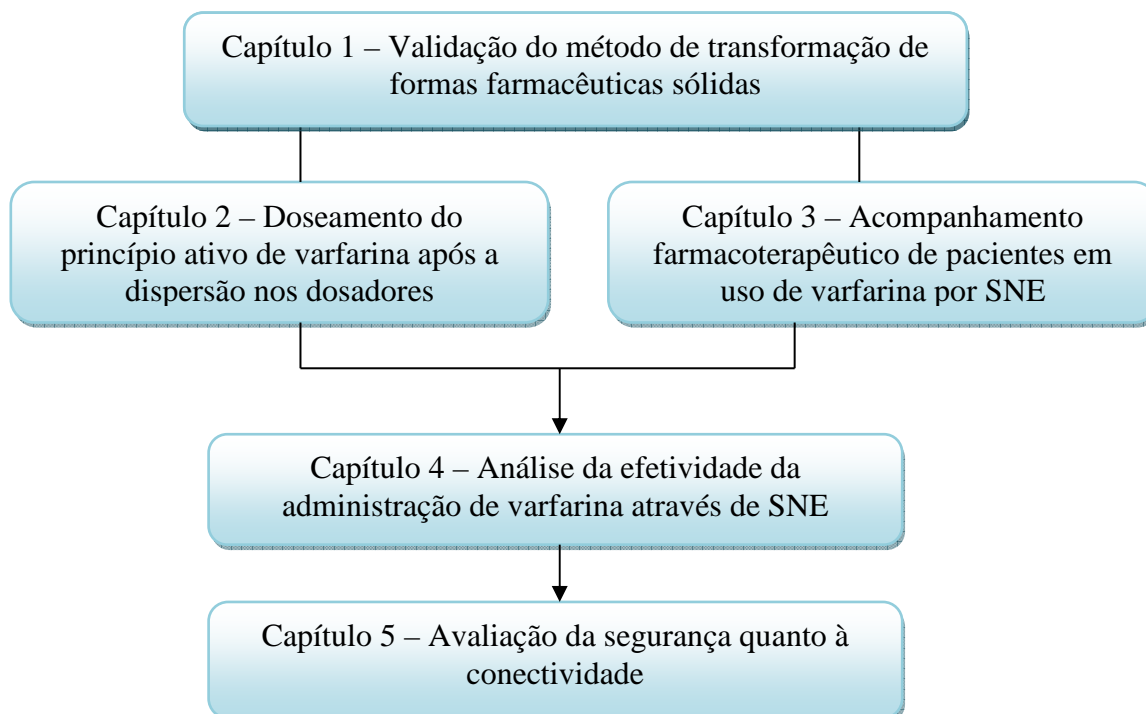 Capítulo 1 – Validação do método de transformação de
formas farmacêuticas sólidas
Capítulo 2 – Doseamento do
princípio ativo de varfarina após a
dispersão nos dosadores
Capítulo 3 – Acompanhamento
farmacoterapêutico de pacientes em
uso de varfarina por SNE
Capítulo 4 – Análise da efetividade da
administração de varfarina através de SNE
Capítulo 5 – Avaliação da segurança quanto à
conectividade